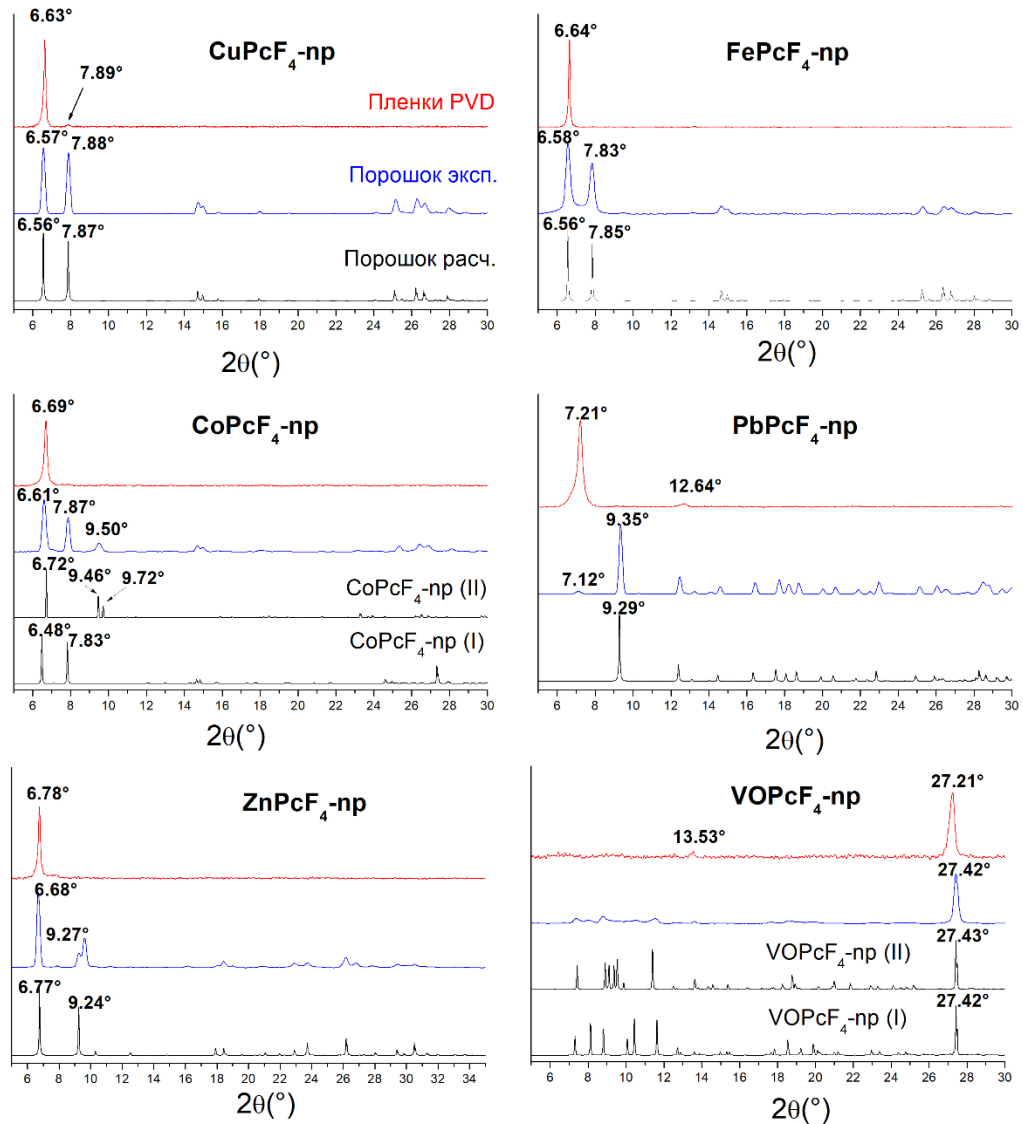 CuPcF4-np
6.63°
7.89°
Пленки PVD
6.57°
7.88°
Порошок эксп.
6.56°
7.87°
Порошок расч.
6 8 10 12 14 16 18 20 22 24 26 28 30
2θ(°)
FePcF4-np
6.64°
6.58°
7.83°
6.56°
7.85°
6 8 10 12 14 16 18 20 22 24 26 28 30
2θ(°)
CoPcF4-np
6.69°
6.61°
7.87°
9.50°
6.72°
9.46°
9.72°
CoPcF4-np (II)
6.48°
7.83°
CoPcF4-np (I)
6 8 10 12 14 16 18 20 22 24 26 28 30
2θ(°)
PbPcF4-np
7.21°
12.64°
9.35°
7.12°
9.29°
6 8 10 12 14 16 18 20 22 24 26 28 30
2θ(°)
ZnPcF4-np
6.78°
6.68°
9.27°
6.77°
9.24°
6 8 10 12 14 16 18 20 22 24 26 28 30 32 34
2θ(°)
VOPcF4-np
27.21°
13.53°
27.42°
VOPcF4-np (II)
27.43°
VOPcF4-np (I)
27.42°
6 8 10 12 14 16 18 20 22 24 26 28 30
2θ(°)